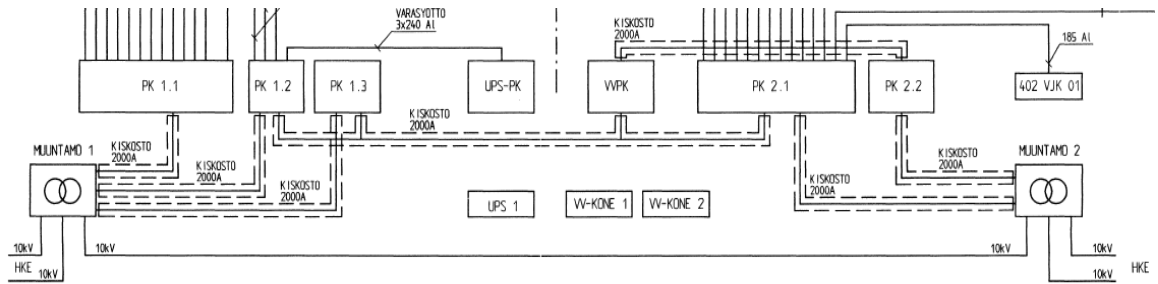 VARASYÖTTO
3x240 Al
KISKOSTO
2000A
185 Al
PK 1.1
PK 1.2
PK 1.3
UPS-PK
VVPK
PK 2.1
PK 2.2
402 VJK 01
KISKOSTO
2000A
KISKOSTO
2000A
MUUNTAMO 1
MUUNTAMO 2
KISKOSTO
2000A
KISKOSTO
2000A
KISKOSTO
2000A
KISKOSTO
2000A
UPS 1
VV-KONE 1
VV-KONE 2
10kV
10kV
10kV
10kV
HKE
10kV
10kV
HKE